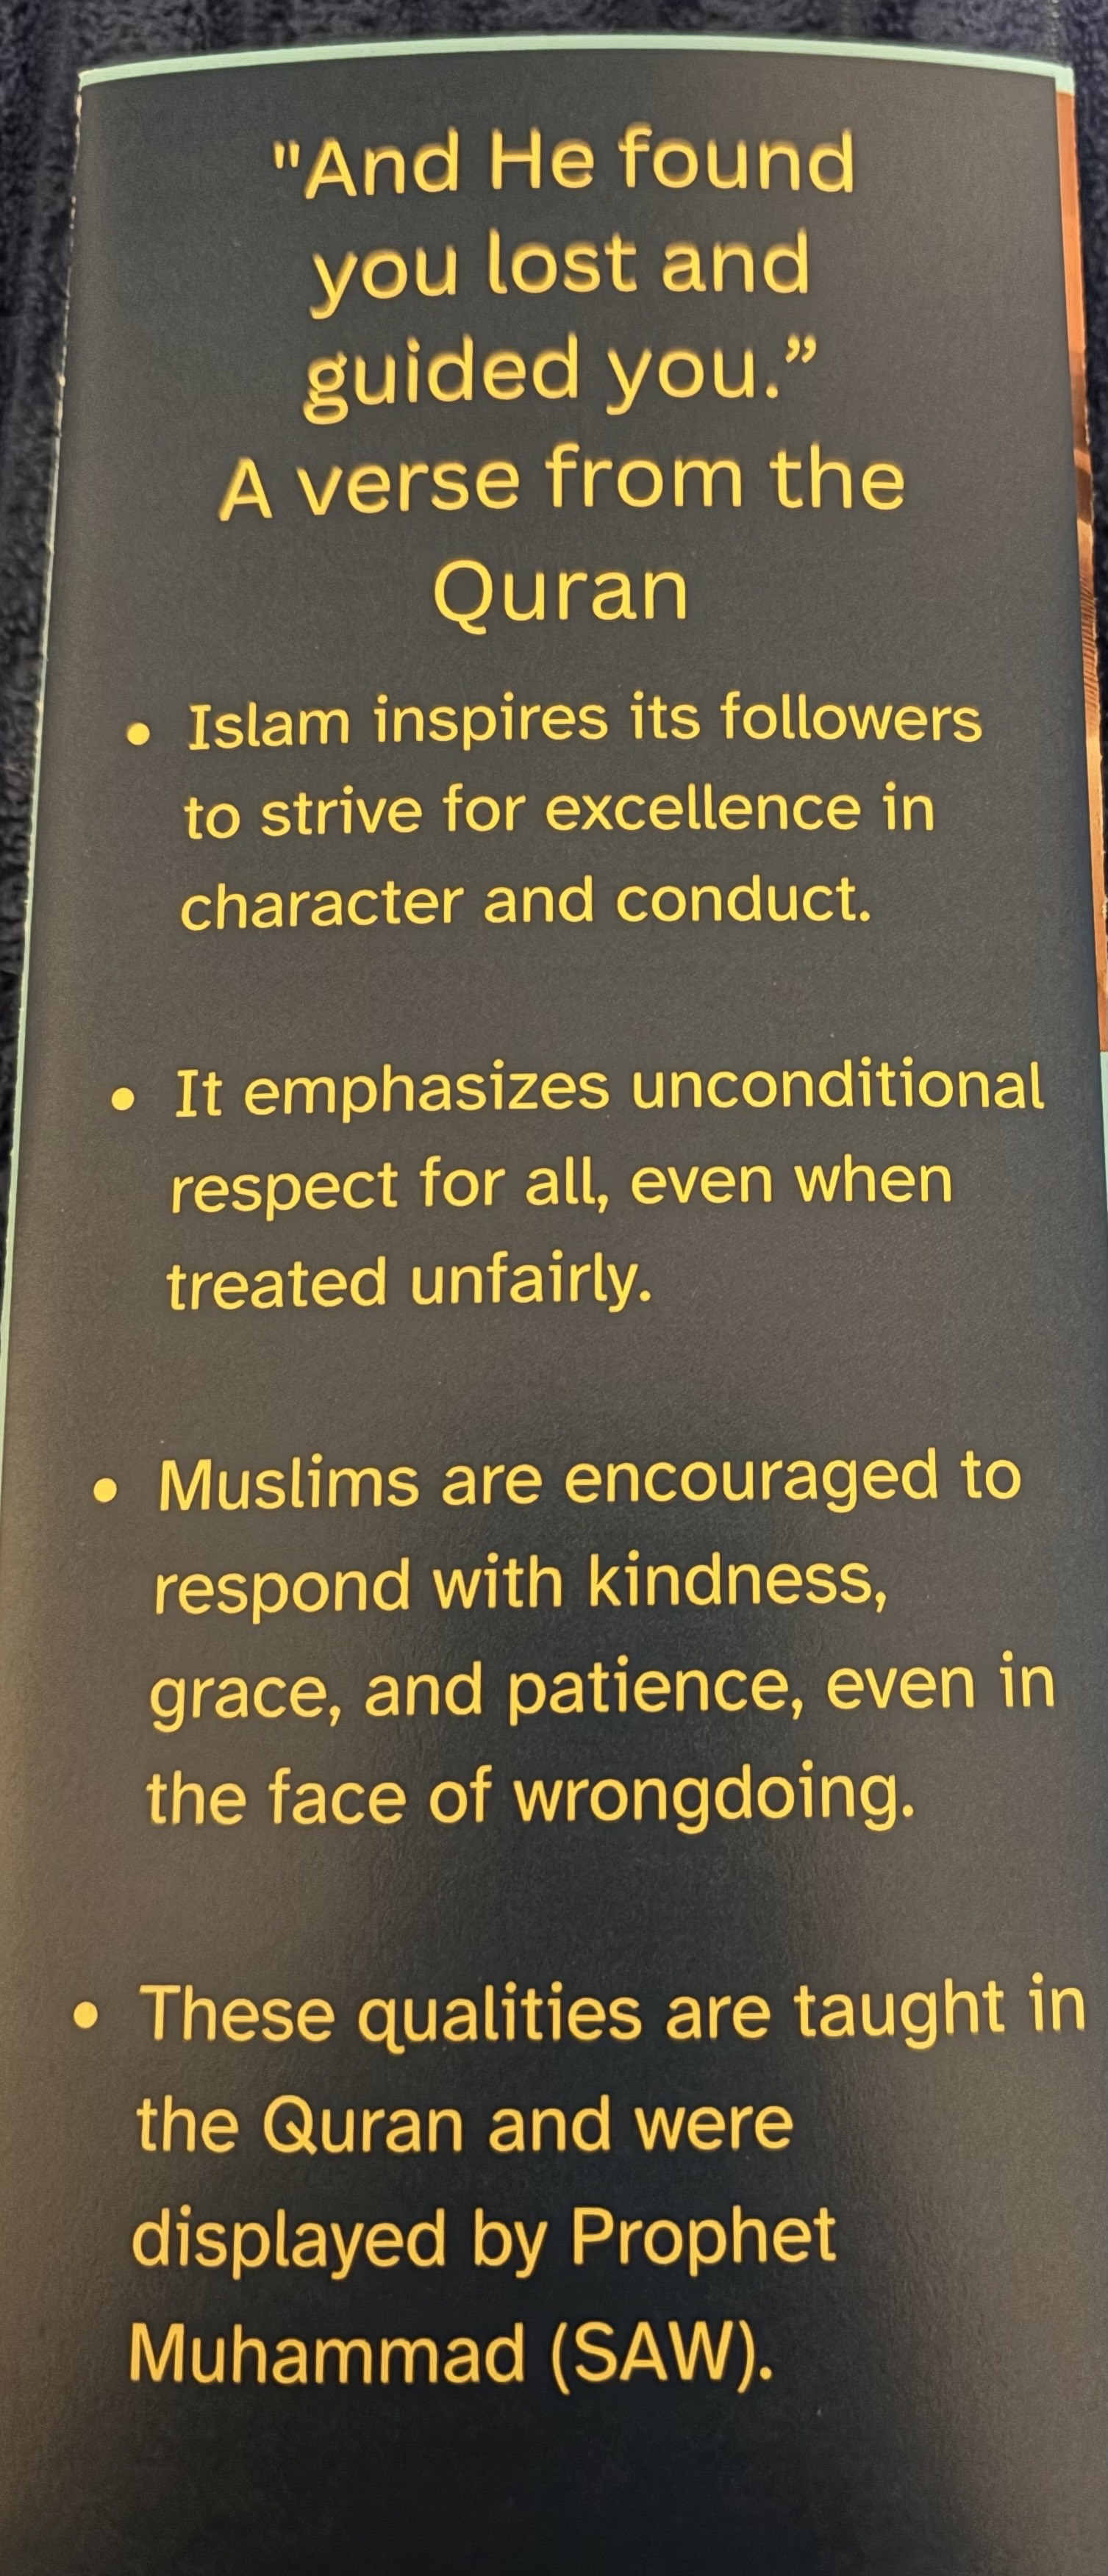 "And He found
you lost and
guided you.”
A verse from the
Quran
• Islam inspires its followers
to strive for excellence in
character and conduct.
• It emphasizes unconditional
respect for all, even when
treated unfairly.
• Muslims are encouraged to
respond with kindness,
grace, and patience, even in
the face of wrongdoing.
• These qualities are taught in
the Quran and were
displayed by Prophet
Muhammad (SAW).